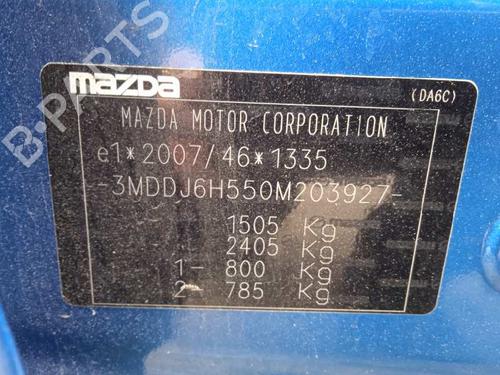 mazda
(DA6C)
MAZDA MOTOR CORPORATION
e1*2007/46*1335
-3MDDJ6H550M203927-
1505 Kg
2405 Kg
1- 800 Kg
2- 785 Kg
B-PARTS